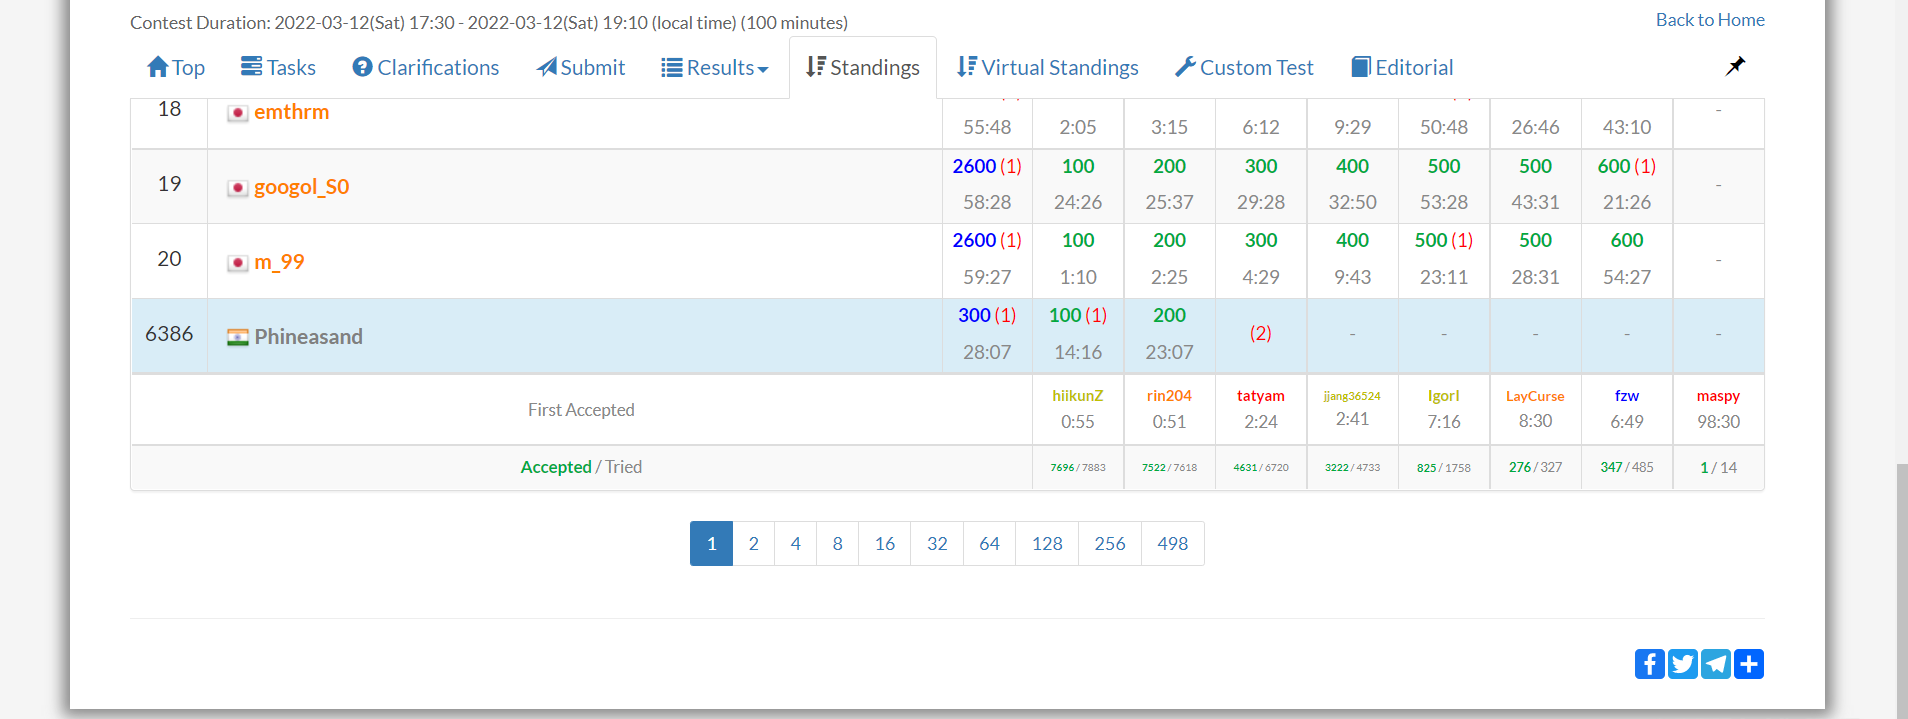 Contest Duration: 2022-03-12(Sat) 17:30 - 2022-03-12(Sat) 19:10 (local time) (100 minutes)
Back to Home
Top Tasks Clarifications Submit Results Standings Virtual Standings Custom Test Editorial
18 emthrm -
55:48 2:05 3:15 6:12 9:29 50:48 26:46 43:10
2600 (1) 100 200 300 400 500 500 600 (1)
19 googol_S0 -
58:28 24:26 25:37 29:28 32:50 53:28 43:31 21:26
2600 (1) 100 200 300 400 500 (1) 500 600
20 m_99 -
59:27 1:10 2:25 4:29 9:43 23:11 28:31 54:27
300 (1) 100 (1) 200
6386 Phineasand (2) - - - - -
28:07 14:16 23:07
hiikunZ rin204 tatyam jjang36524 IgorI LayCurse fzw maspy
First Accepted
0:55 0:51 2:24 2:41 7:16 8:30 6:49 98:30
Accepted / Tried 7696 / 7883 7522 / 7618 4631 / 6720 3222 / 4733 825 / 1758 276 / 327 347 / 485 1 / 14
1 2 4 8 16 32 64 128 256 498